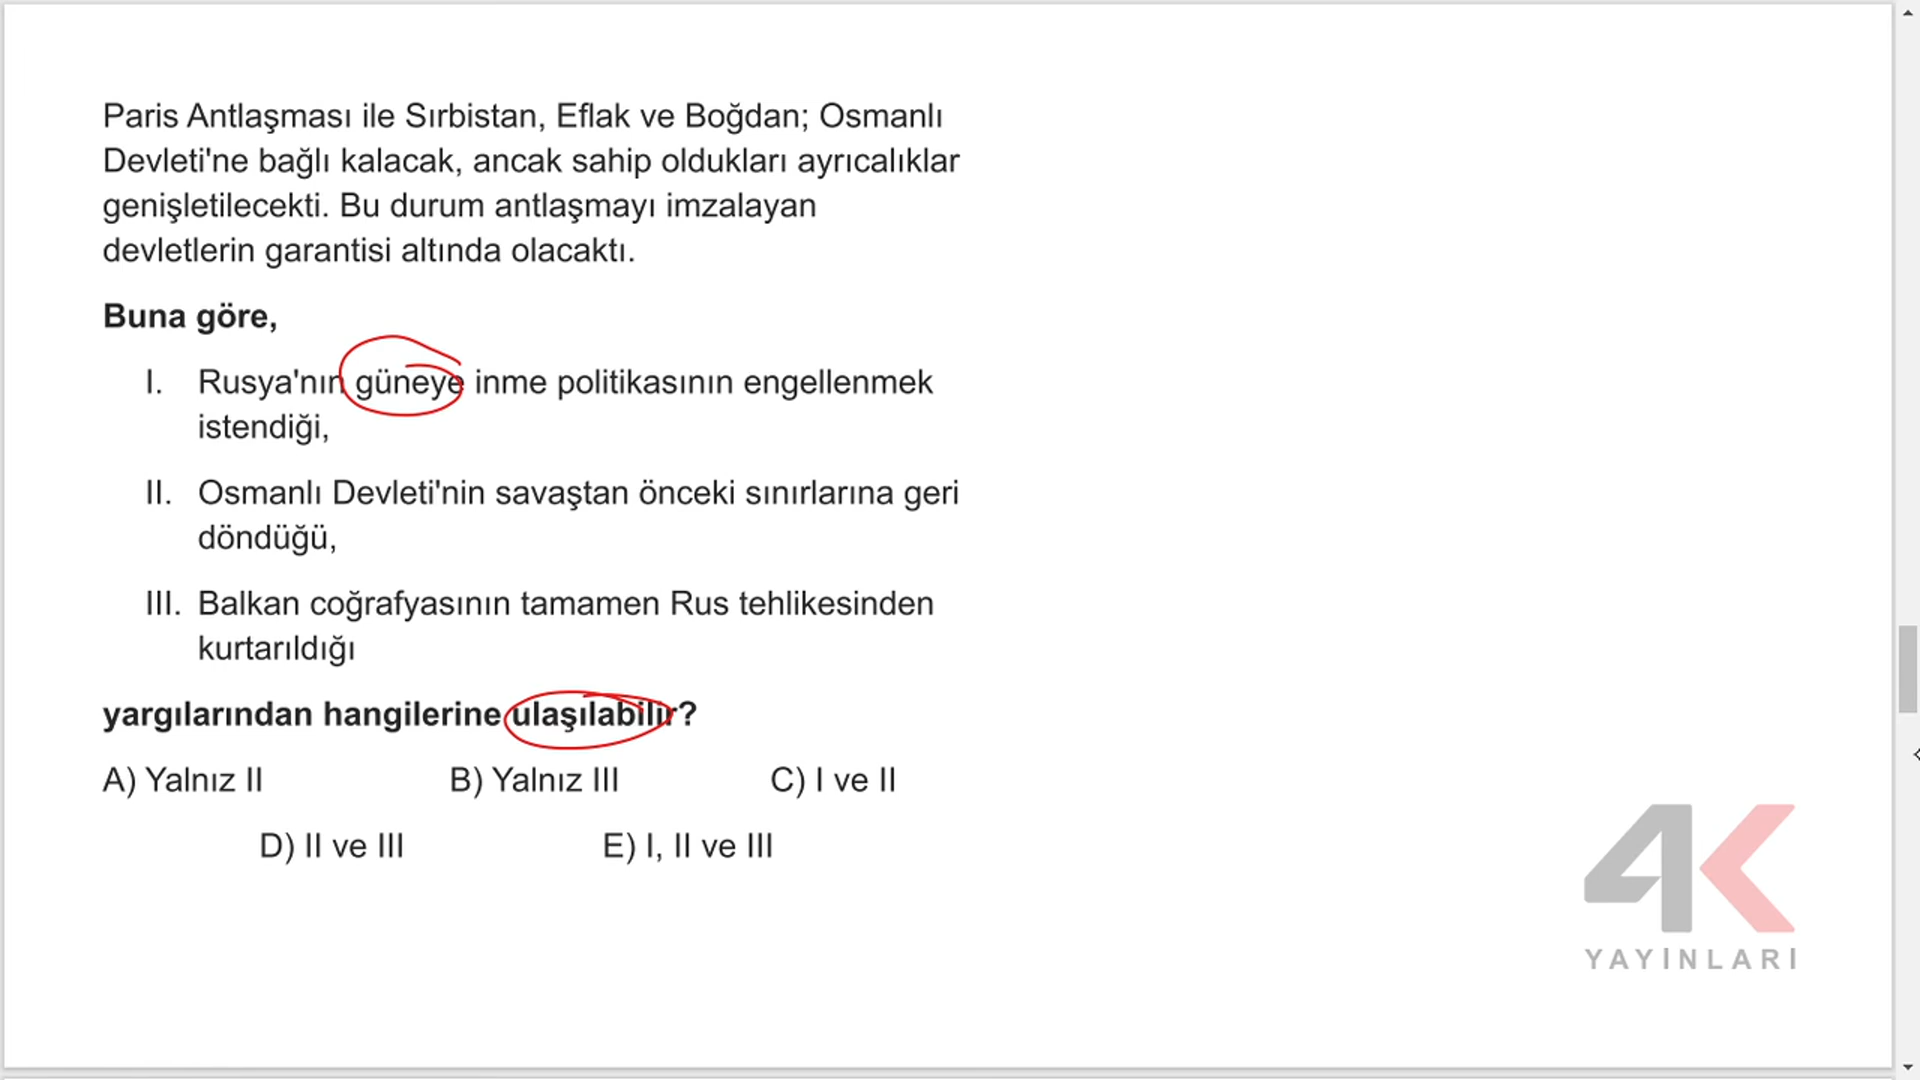 Paris Antlaşması ile Sırbistan, Eflak ve Boğdan; Osmanlı
Devleti'ne bağlı kalacak, ancak sahip oldukları ayrıcalıklar
genişletilecekti. Bu durum antlaşmayı imzalayan
devletlerin garantisi altında olacaktı.
Buna göre,
I. Rusya'nın güneye inme politikasının engellenmek
istendiği,
II. Osmanlı Devleti'nin savaştan önceki sınırlarına geri
döndüğü,
III. Balkan coğrafyasının tamamen Rus tehlikesinden
kurtarıldığı
yargılarından hangilerine ulaşılabilir?
A) Yalnız II B) Yalnız III C) I ve II
D) II ve III E) I, II ve III
4K
YAYİNLARİ